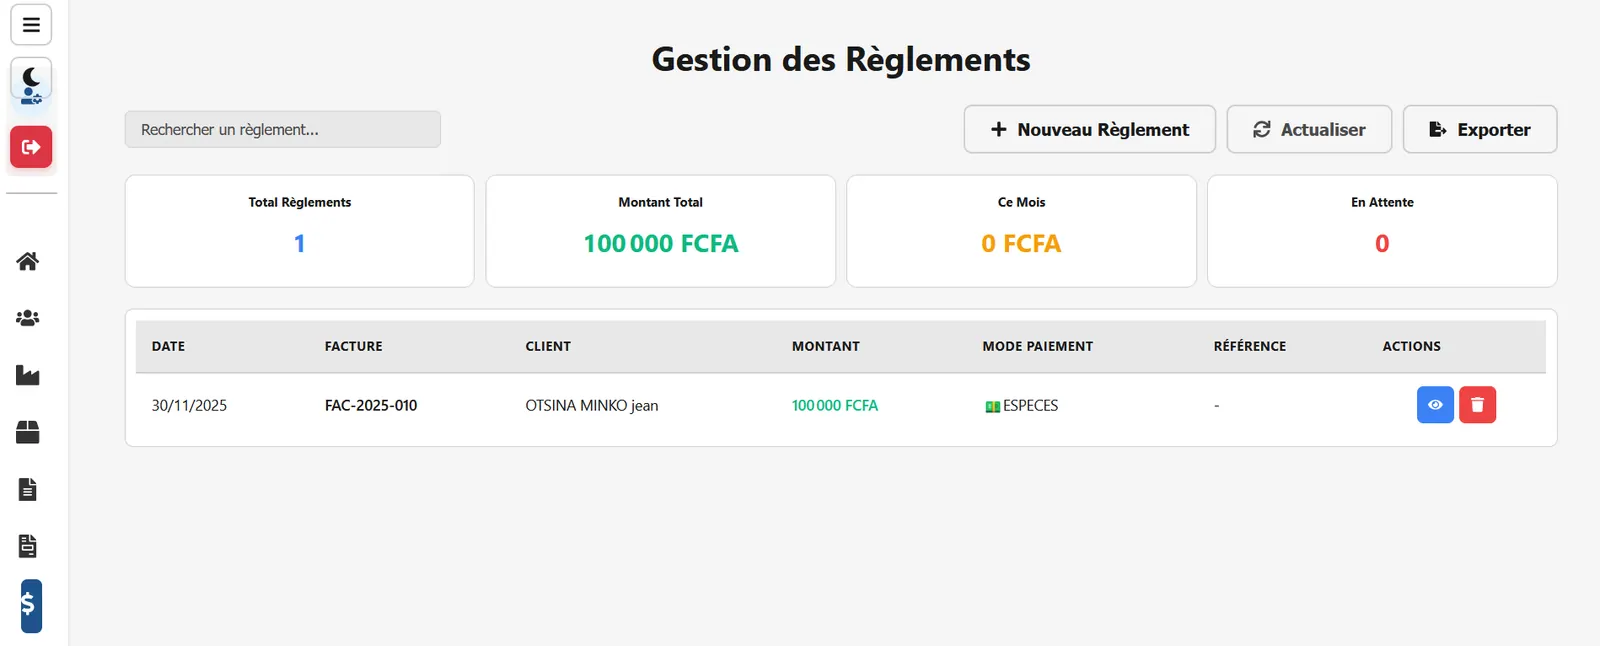 Gestion des Règlements
Rechercher un règlement...
Nouveau Règlement
Actualiser
Exporter
Total Règlements
1
Montant Total
100 000 FCFA
Ce Mois
0 FCFA
En Attente
0
DATE FACTURE CLIENT MONTANT MODE PAIEMENT RÉFÉRENCE ACTIONS
30/11/2025 FAC-2025-010 OTSINA MINKO jean 100 000 FCFA ESPECES -